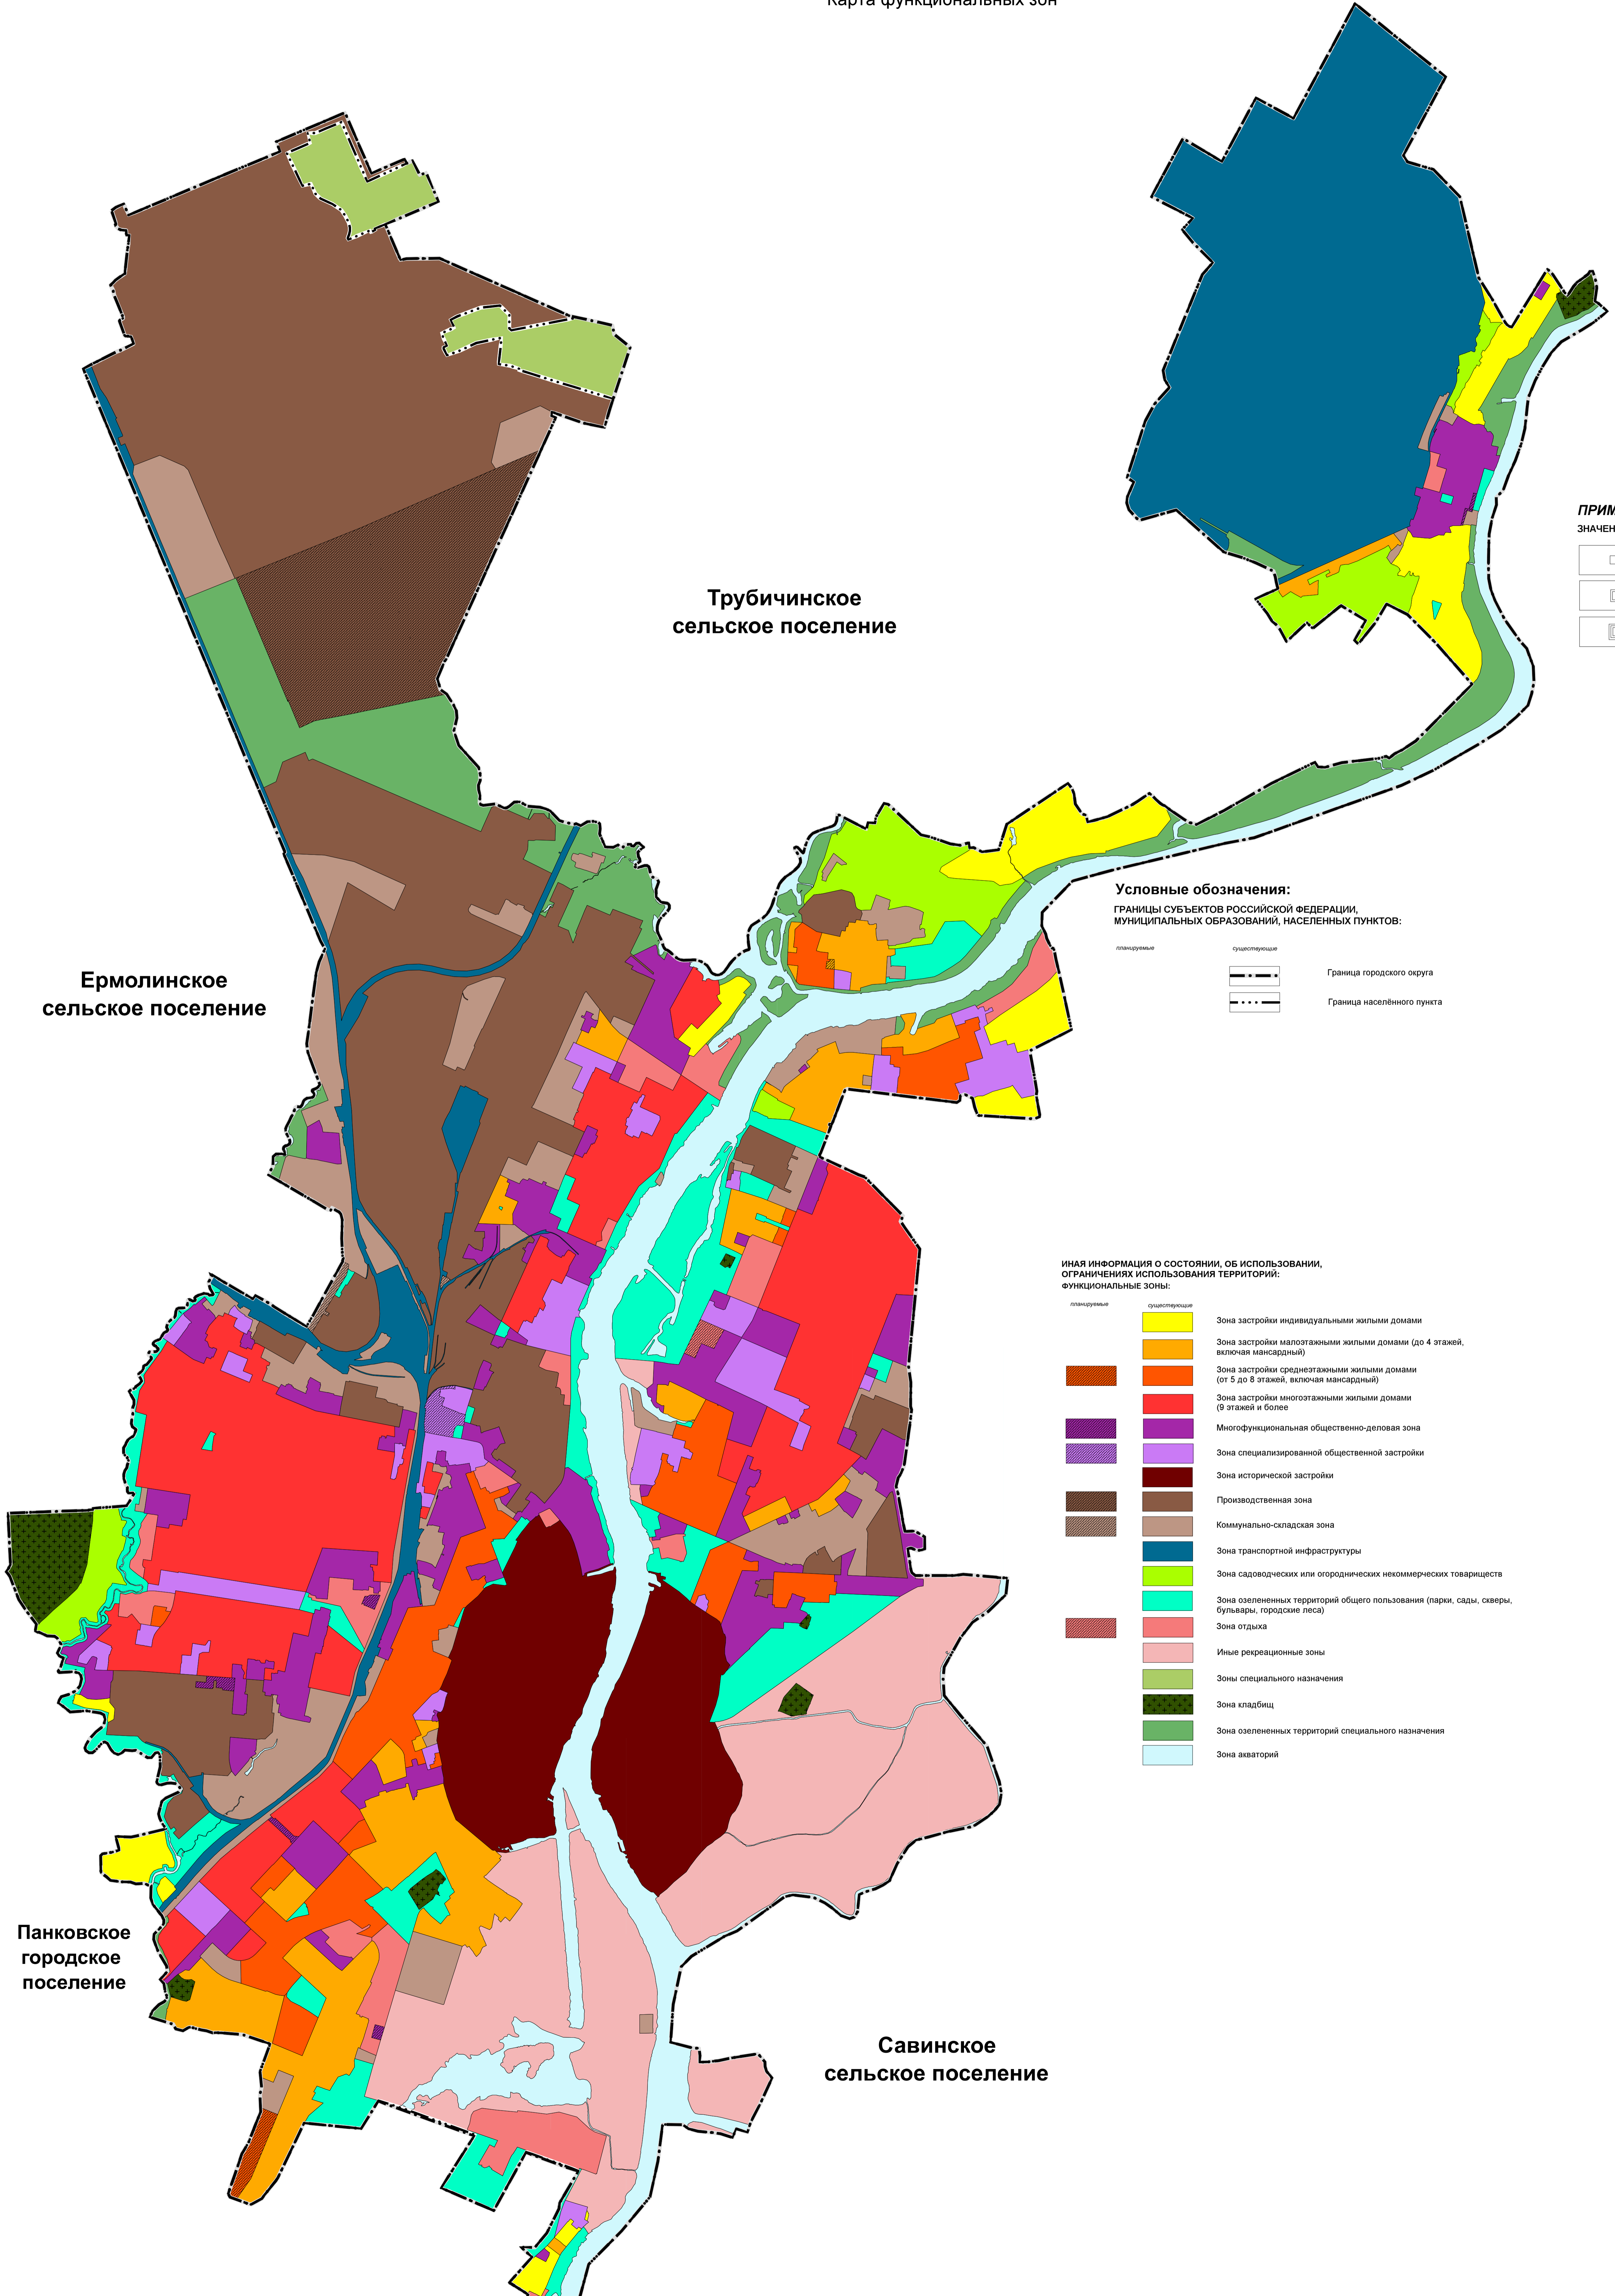 Карта функциональных зон
Трубичинское
сельское поселение
Ермолинское
сельское поселение
Панковское
городское
поселение
Савинское
сельское поселение
Условные обозначения:
ГРАНИЦЫ СУБЪЕКТОВ РОССИЙСКОЙ ФЕДЕРАЦИИ,
МУНИЦИПАЛЬНЫХ ОБРАЗОВАНИЙ, НАСЕЛЕННЫХ ПУНКТОВ:
планируемые
существующие
Граница городского округа
Граница населённого пункта
ИНАЯ ИНФОРМАЦИЯ О СОСТОЯНИИ, ОБ ИСПОЛЬЗОВАНИИ,
ОГРАНИЧЕНИЯХ ИСПОЛЬЗОВАНИЯ ТЕРРИТОРИЙ:
ФУНКЦИОНАЛЬНЫЕ ЗОНЫ:
планируемые
существующие
Зона застройки индивидуальными жилыми домами
Зона застройки малоэтажными жилыми домами (до 4 этажей,
включая мансардный)
Зона застройки среднеэтажными жилыми домами
(от 5 до 8 этажей, включая мансардный)
Зона застройки многоэтажными жилыми домами
(9 этажей и более
Многофункциональная общественно-деловая зона
Зона специализированной общественной застройки
Зона исторической застройки
Производственная зона
Коммунально-складская зона
Зона транспортной инфраструктуры
Зона садоводческих или огороднических некоммерческих товариществ
Зона озелененных территорий общего пользования (парки, сады, скверы,
бульвары, городские леса)
Зона отдыха
Иные рекреационные зоны
Зоны специального назначения
Зона кладбищ
Зона озелененных территорий специального назначения
Зона акваторий